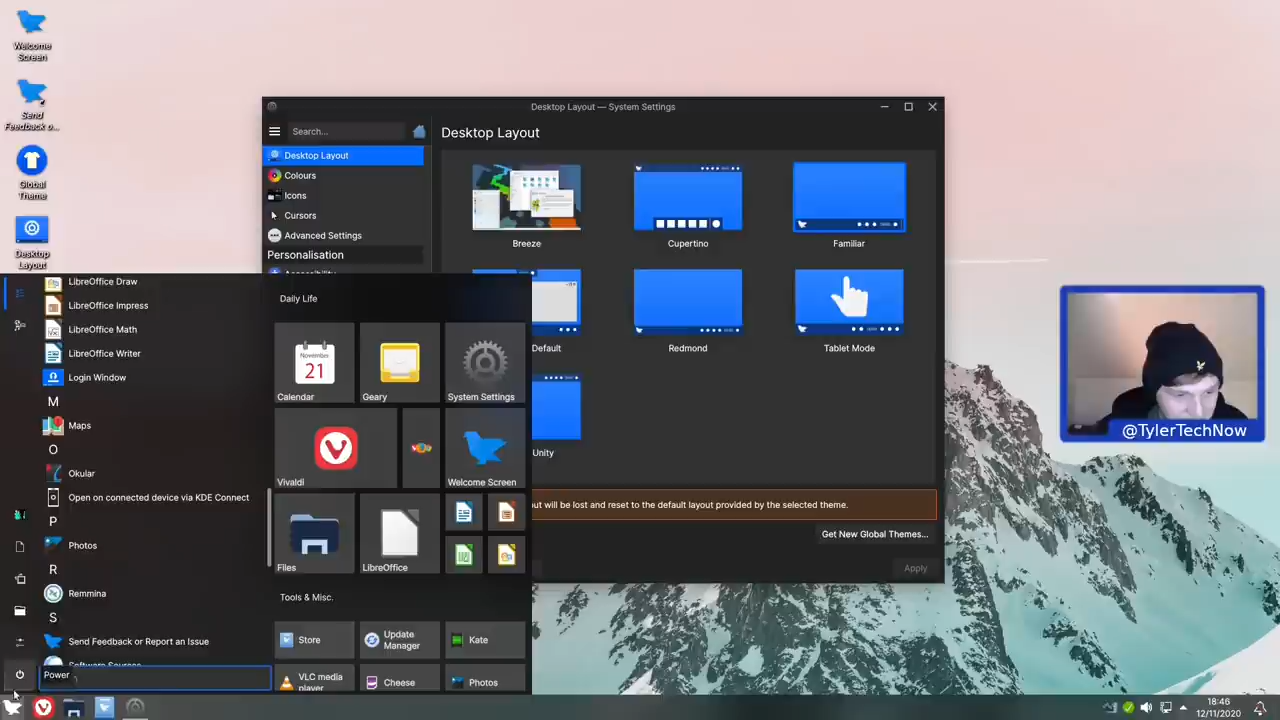 Welcome
Screen
Send
Feedback o...
Global
Theme
Desktop
Layout
Desktop Layout — System Settings
Search...
Desktop Layout
Colours
Icons
Cursors
Advanced Settings
Personalisation
Desktop Layout
Breeze
Cupertino
Familiar
Default
Redmond
Tablet Mode
Unity
out will be lost and reset to the default layout provided by the selected theme.
Get New Global Themes...
Apply
LibreOffice Draw
LibreOffice Impress
LibreOffice Math
LibreOffice Writer
Login Window
M
Maps
O
Okular
Open on connected device via KDE Connect
P
Photos
R
Remmina
S
Send Feedback or Report an Issue
Software Sources
Power
Daily Life
November
21
Calendar
Geary
System Settings
Vivaldi
Welcome Screen
Files
LibreOffice
Tools & Misc.
Store
Update
Manager
Kate
VLC media
player
Cheese
Photos
@TylerTechNow
18:46
12/11/2020